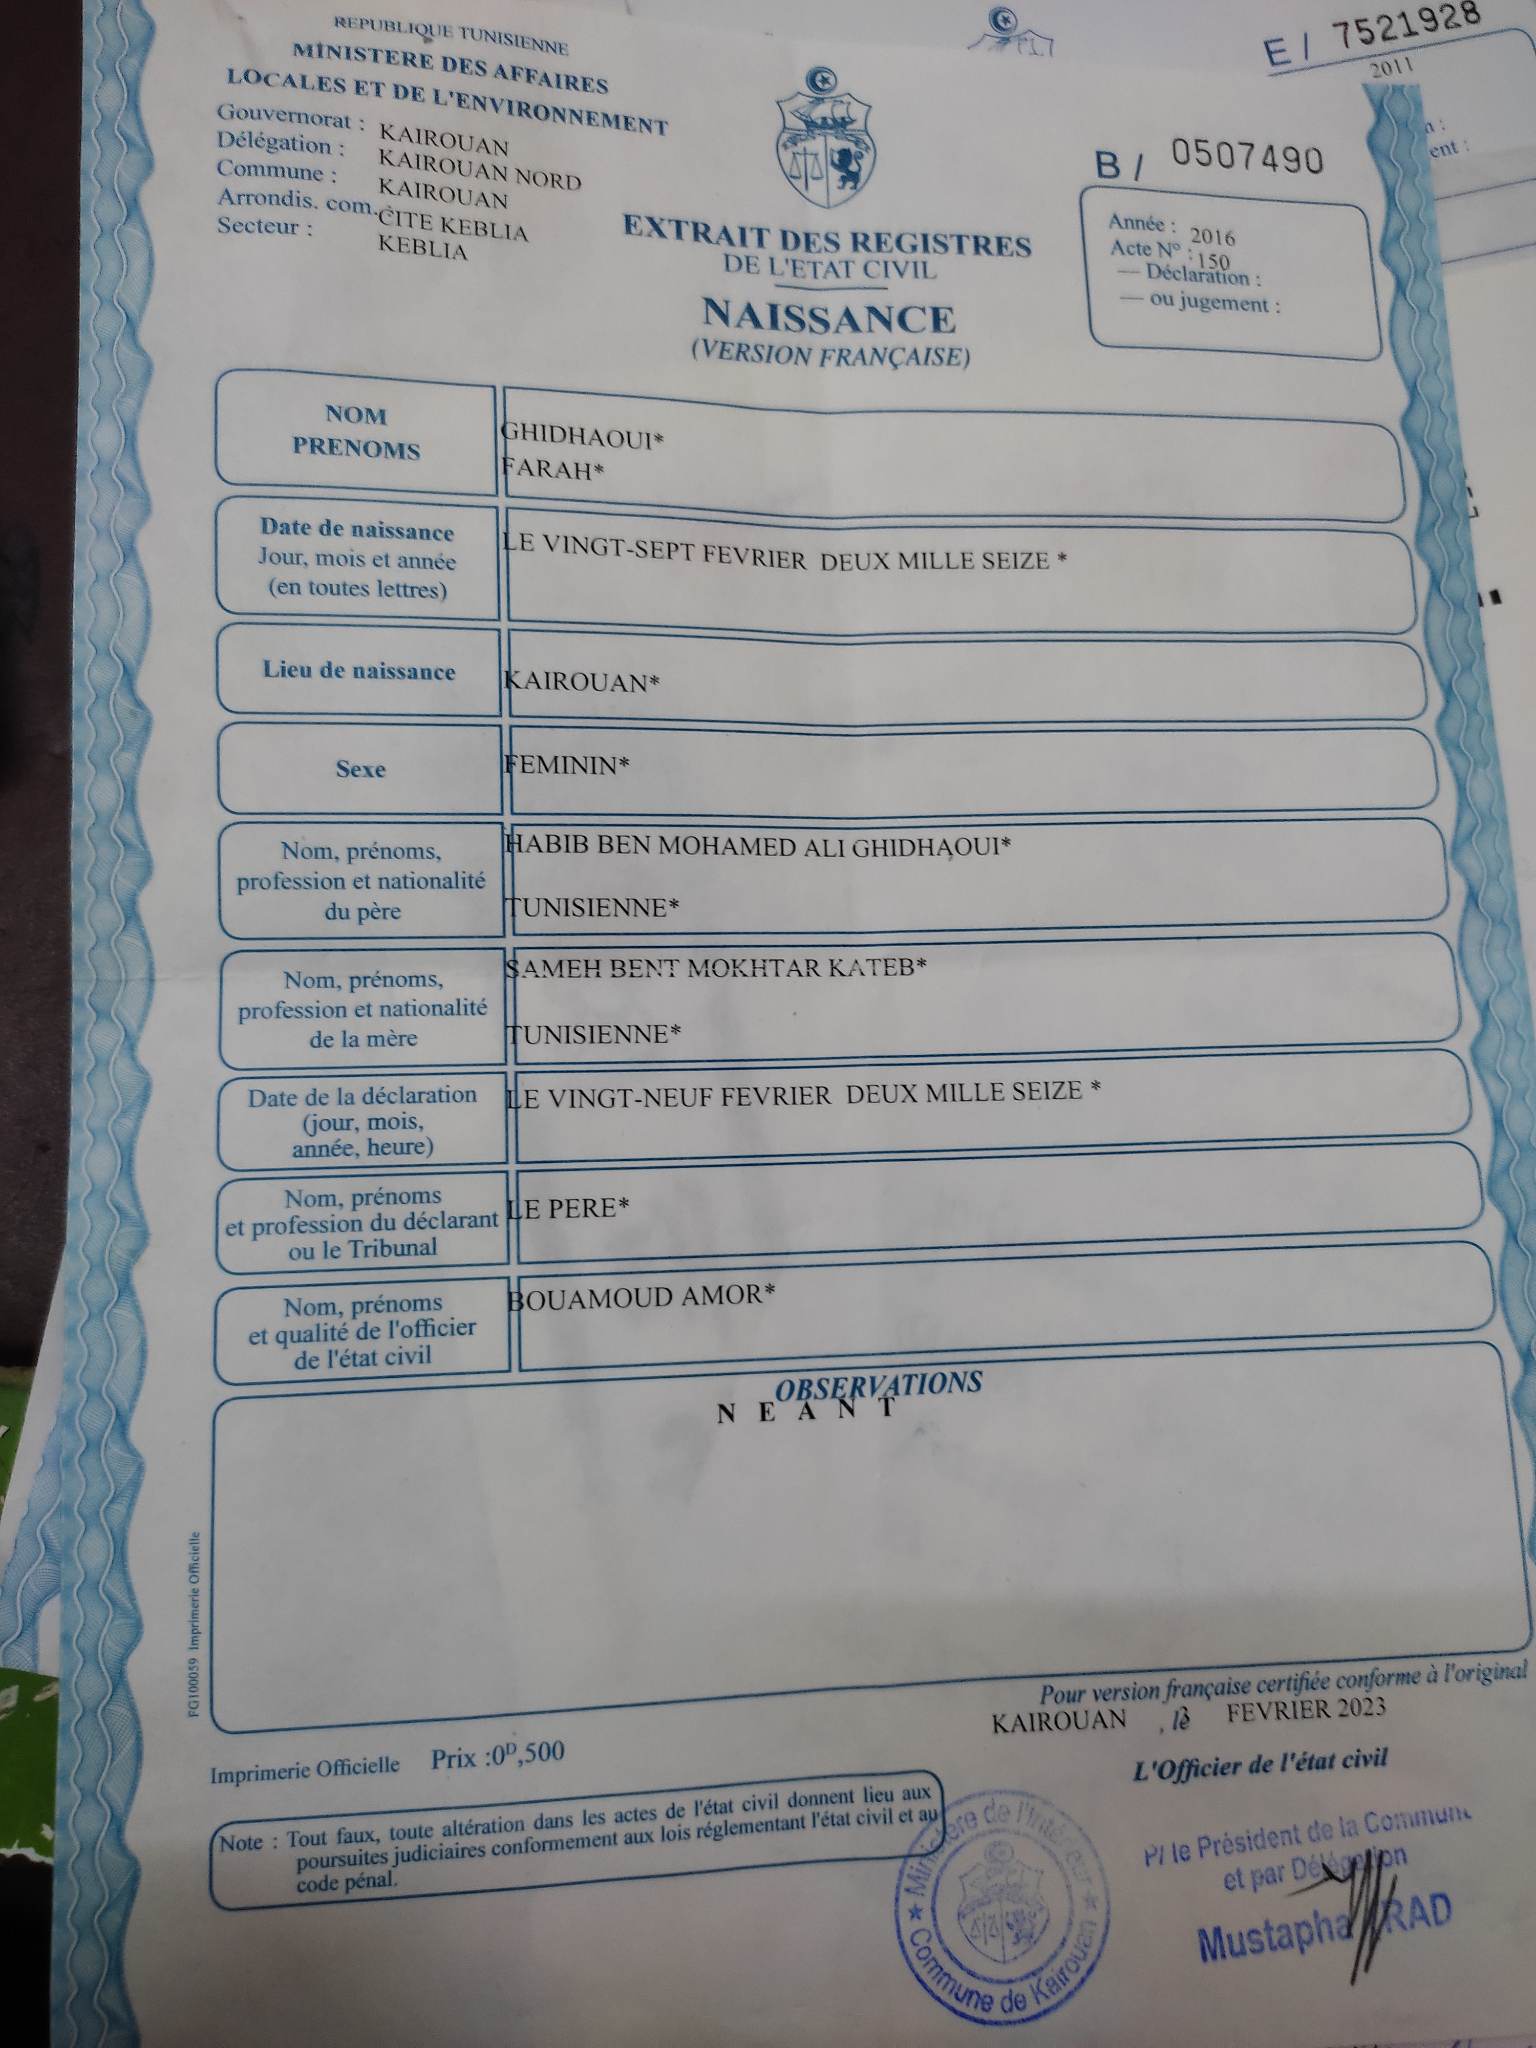 REPUBLIQUE TUNISIENNE
MINISTERE DES AFFAIRES
LOCALES ET DE L'ENVIRONNEMENT
Gouvernorat : KAIROUAN
Délégation : KAIROUAN NORD
Commune : KAIROUAN
Arrondis. com. CITE KEBLIA
Secteur : KEBLIA
E / 7521928
2011
ent :
B / 0507490
Année : 2016
Acte N° : 150
— Déclaration :
— ou jugement :
EXTRAIT DES REGISTRES
DE L'ETAT CIVIL
NAISSANCE
(VERSION FRANÇAISE)
NOM
PRENOMS
GHIDHAOUI*
FARAH*
Date de naissance
Jour, mois et année
(en toutes lettres)
LE VINGT-SEPT FEVRIER DEUX MILLE SEIZE *
Lieu de naissance
KAIROUAN*
Sexe
FEMININ*
Nom, prénoms,
profession et nationalité
du père
HABIB BEN MOHAMED ALI GHIDHAOUI*
TUNISIENNE*
Nom, prénoms,
profession et nationalité
de la mère
SAMEH BENT MOKHTAR KATEB*
TUNISIENNE*
Date de la déclaration
(jour, mois,
année, heure)
LE VINGT-NEUF FEVRIER DEUX MILLE SEIZE *
Nom, prénoms
et profession du déclarant
ou le Tribunal
LE PERE*
Nom, prénoms
et qualité de l'officier
de l'état civil
BOUAMOUD AMOR*
OBSERVATIONS
N E A N T
FG100059 Imprimerie Officielle
Pour version française certifiée conforme à l'original
KAIROUAN , le FEVRIER 2023
Imprimerie Officielle Prix :0ᴰ,500
L'Officier de l'état civil
Note : Tout faux, toute altération dans les actes de l'état civil donnent lieu aux
poursuites judiciaires conformement aux lois réglementant l'état civil et au
code pénal.
★ Ministère de l'Intérieur ★
Commune de Kairouan
P/ le Président de la Commune
et par Délégation
Mustapha RAD